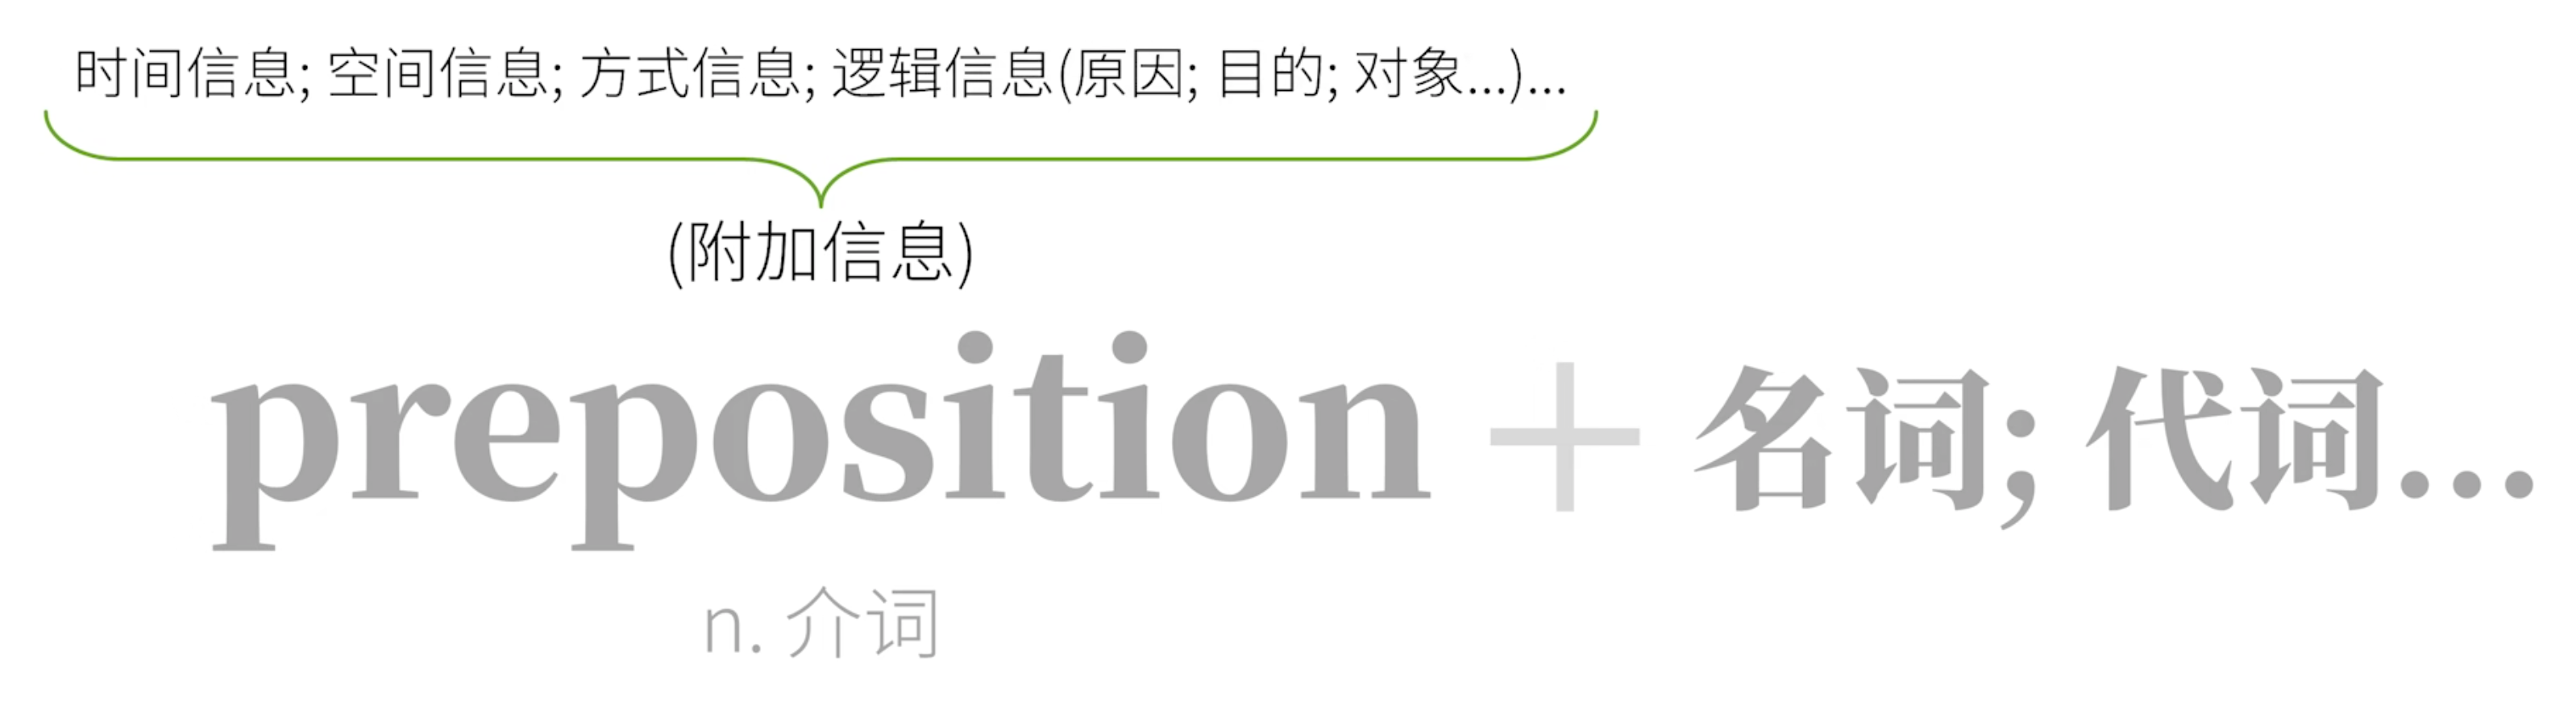 时间信息; 空间信息; 方式信息; 逻辑信息(原因; 目的; 对象...)...
(附加信息)
preposition + 名词; 代词...
n. 介词